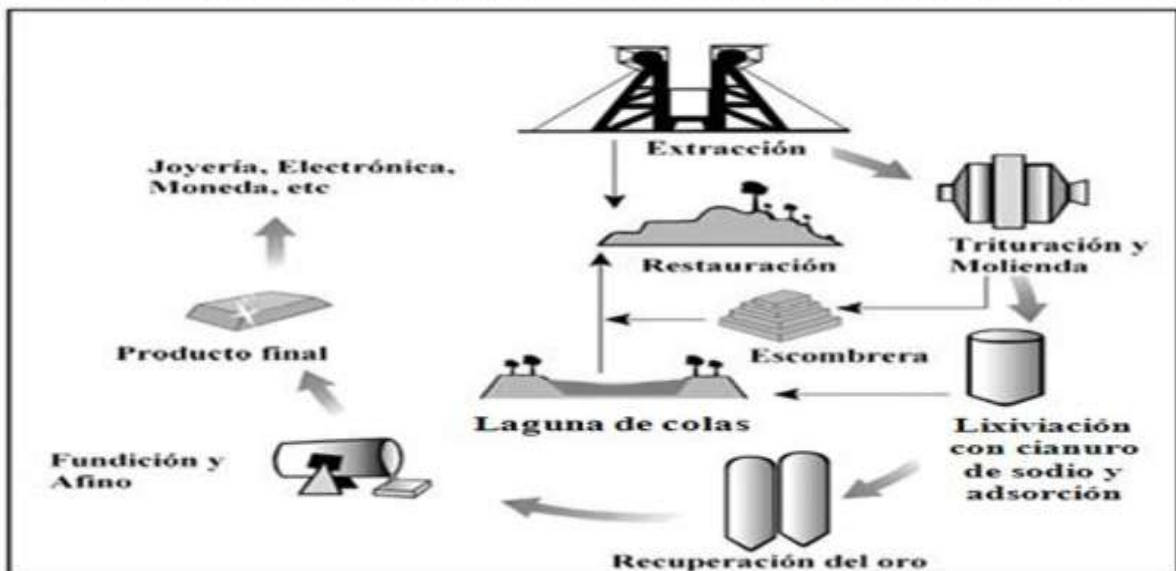 Extracción
Joyería, Electrónica,
Moneda, etc
Trituración y
Molienda
Restauración
Escombrera
Producto final
Laguna de colas
Lixiviación
con cianuro
de sodio y
adsorción
Fundición y
Afino
Recuperación del oro